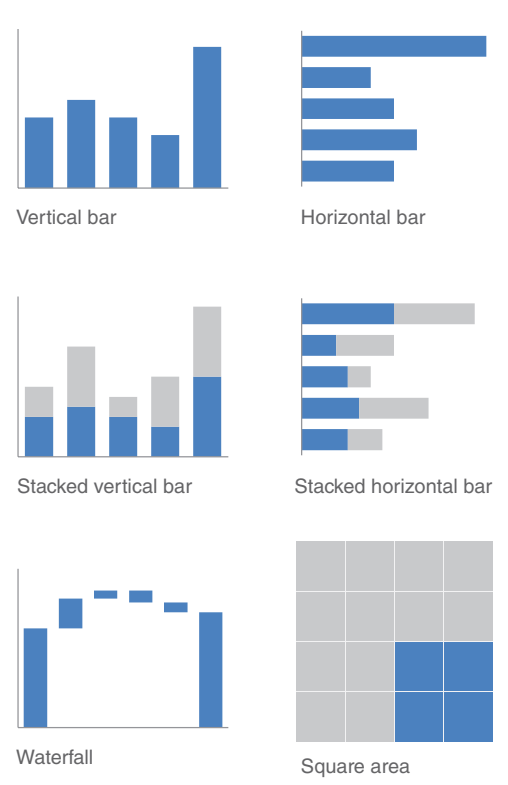 Vertical bar
Horizontal bar
Stacked vertical bar
Stacked horizontal bar
Waterfall
Square area